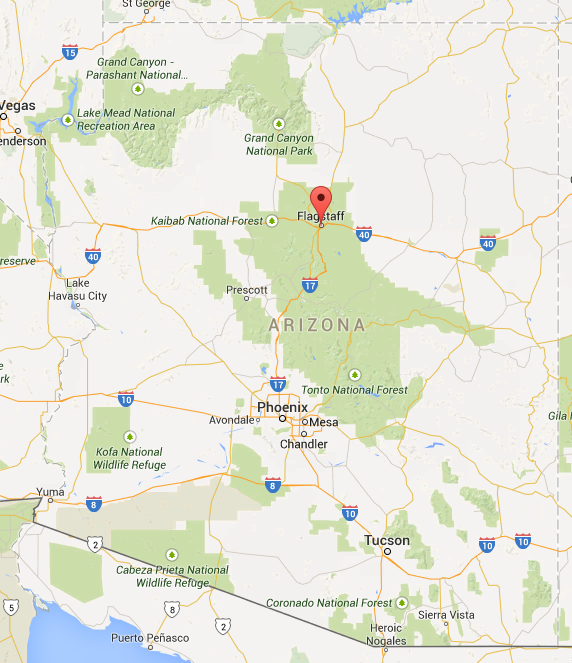 St George
15
Grand Canyon -
Parashant National...
Vegas
Lake Mead National
Recreation Area
enderson
Grand Canyon
National Park
Kaibab National Forest
Flagstaff
40
40
40
reserve
Lake
Havasu City
Prescott
17
ARIZONA
e
rk
17
Tonto National Forest
10
Phoenix
Avondale
Mesa
Chandler
Gila
Kofa National
Wildlife Refuge
8
Yuma
8
10
2
Tucson
10
10
Cabeza Prieta National
Wildlife Refuge
5
8
2
Coronado National Forest
Sierra Vista
Heroic
Nogales
Puerto Peñasco